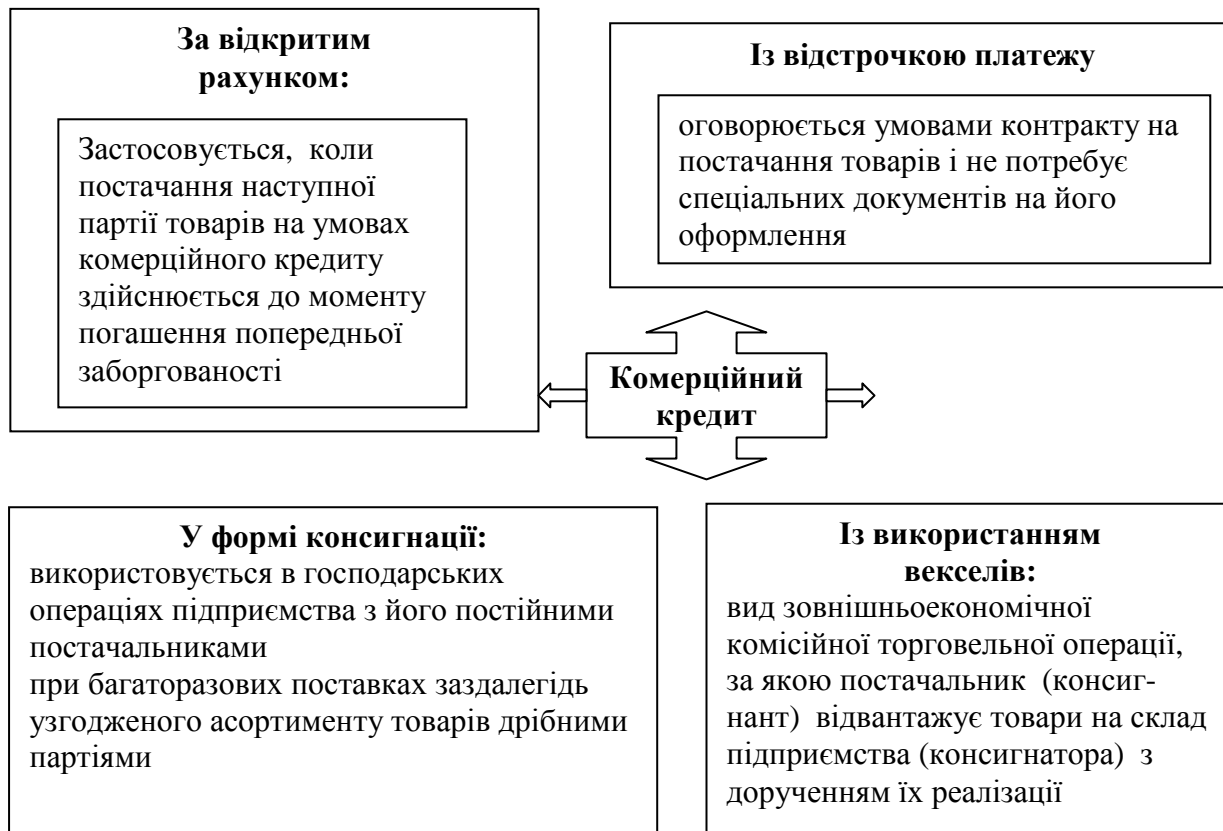 За відкритим
рахунком:
Застосовується, коли
постачання наступної
партії товарів на умовах
комерційного кредиту
здійснюється до моменту
погашення попередньої
заборгованості
Із відстрочкою платежу
оговорюється умовами контракту на
постачання товарів і не потребує
спеціальних документів на його
оформлення
Комерційний
кредит
У формі консигнації:
використовується в господарських
операціях підприємства з його постійними
постачальниками
при багаторазових поставках заздалегідь
узгодженого асортименту товарів дрібними
партіями
Із використанням
векселів:
вид зовнішньоекономічної
комісійної торговельної операції,
за якою постачальник (консиг-
нант) відвантажує товари на склад
підприємства (консигнатора) з
дорученням їх реалізації